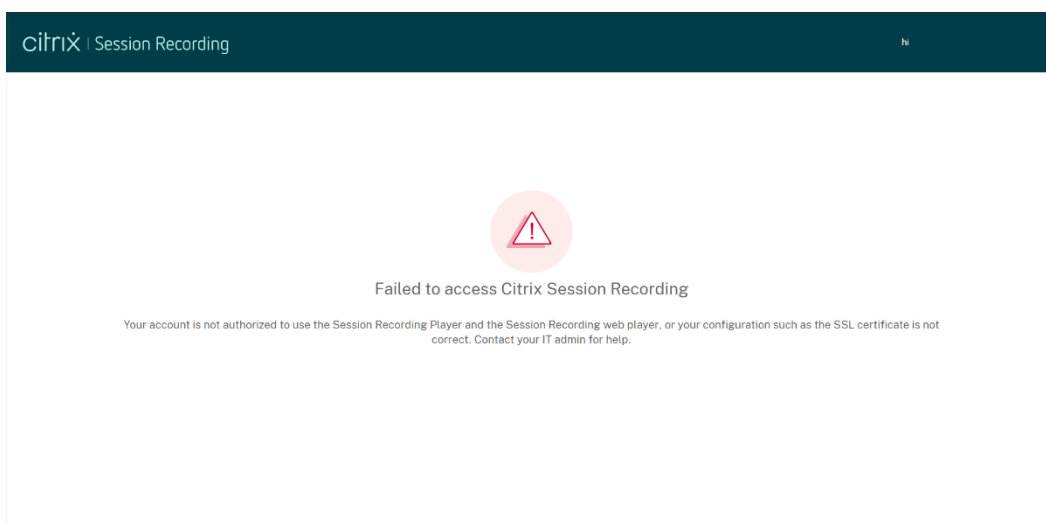 citrix | Session Recording
hi
Failed to access Citrix Session Recording
Your account is not authorized to use the Session Recording Player and the Session Recording web player, or your configuration such as the SSL certificate is not
correct. Contact your IT admin for help.